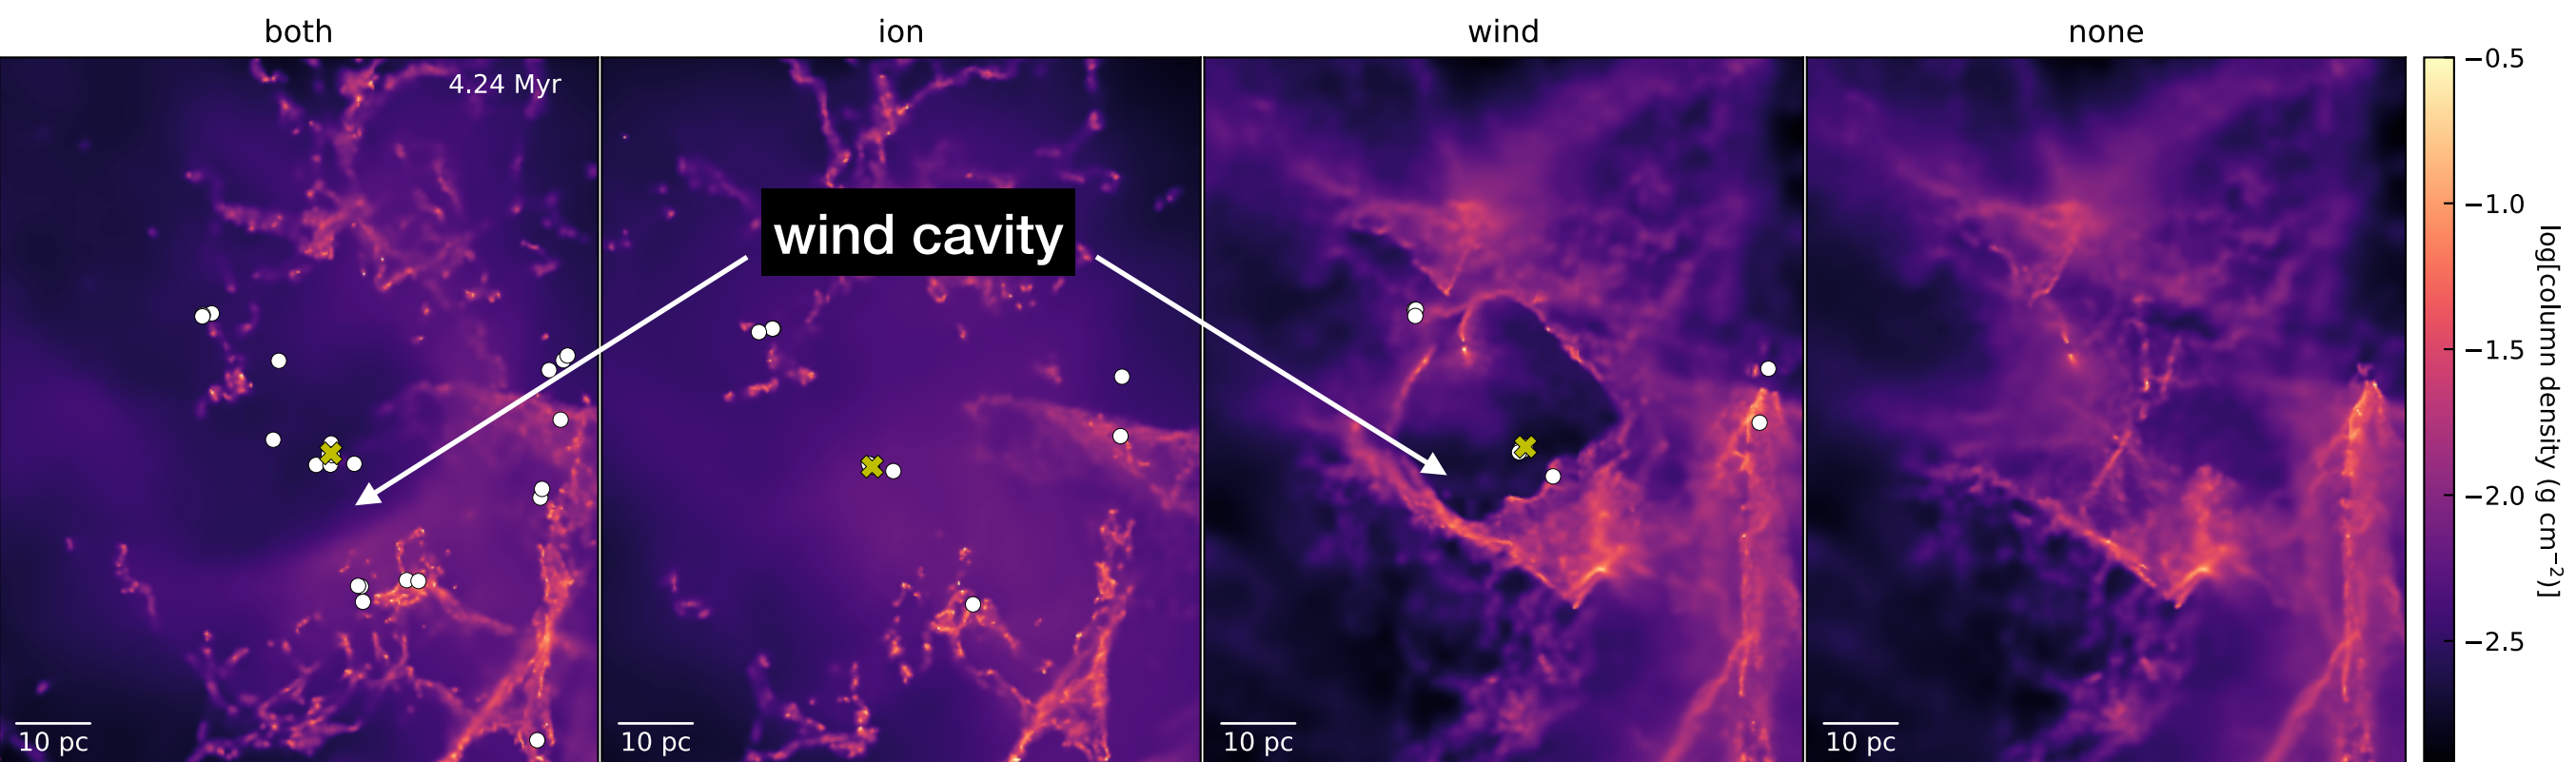 both
ion
wind
none
4.24 Myr
wind cavity
10 pc
10 pc
10 pc
10 pc
−0.5
−1.0
−1.5
−2.0
−2.5
log[column density (g cm⁻²)]